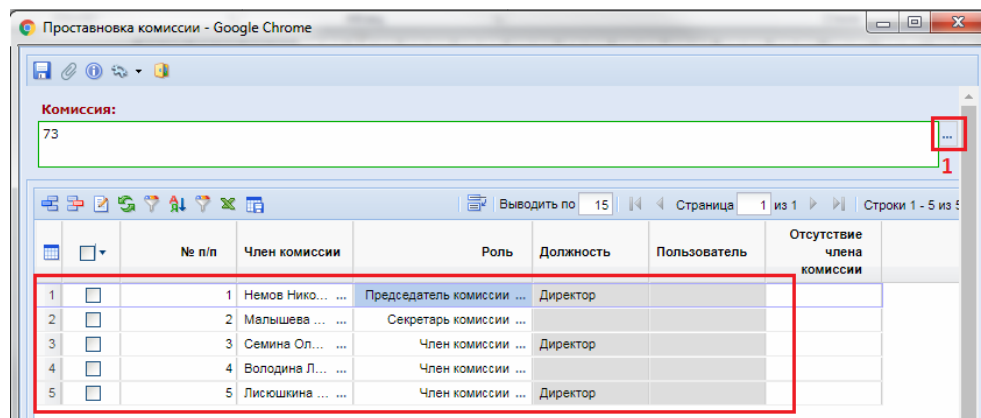 Проставновка комиссии - Google Chrome
Комиссия:
73
...
1
Выводить по 15 Страница 1 из 1 Строки 1 - 5 из 5
№ п/п Член комиссии Роль Должность Пользователь Отсутствие члена комиссии
1 1 Немов Нико... ... Председатель комиссии ... Директор
2 2 Малышева ... ... Секретарь комиссии ...
3 3 Семина Ол... ... Член комиссии ... Директор
4 4 Володина Л... ... Член комиссии ...
5 5 Лисюшкина ... ... Член комиссии ... Директор